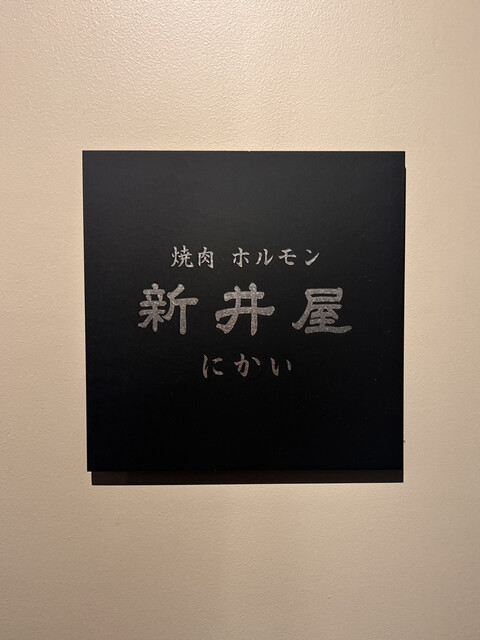 焼肉 ホルモン
新井屋
にかい